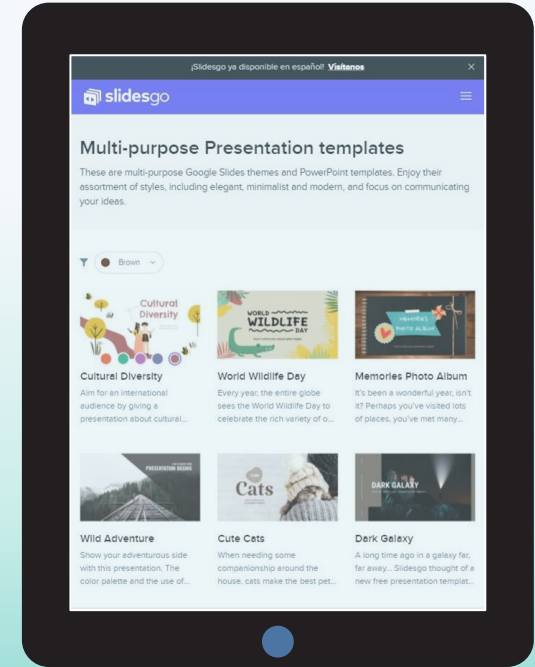 ¡Slidesgo ya disponible en español! Visítanos
slidesgo
Multi-purpose Presentation templates
These are multi-purpose Google Slides themes and PowerPoint templates. Enjoy their
assortment of styles, including elegant, minimalist and modern, and focus on communicating
your ideas.
Brown
Cultural
Diversity
WORLD
WILDLIFE
DAY
MEMORIES
PHOTO ALBUM
Cultural Diversity
World Wildlife Day
Memories Photo Album
Aim for an international
audience by giving a
presentation about cultural...
Every year, the entire globe
sees the World Wildlife Day to
celebrate the rich variety of o...
It's been a wonderful year, isn't
it? Perhaps you've visited lots
of places, you've met many...
PRESENTATION BEGINS
Cats
DARK GALAXY
Wild Adventure
Cute Cats
Dark Galaxy
Show your adventurous side
with this presentation. The
color palette and the use of...
When needing some
companionship around the
house, cats make the best pet...
A long time ago in a galaxy far,
far away... Slidesgo thought of a
new free presentation templat...